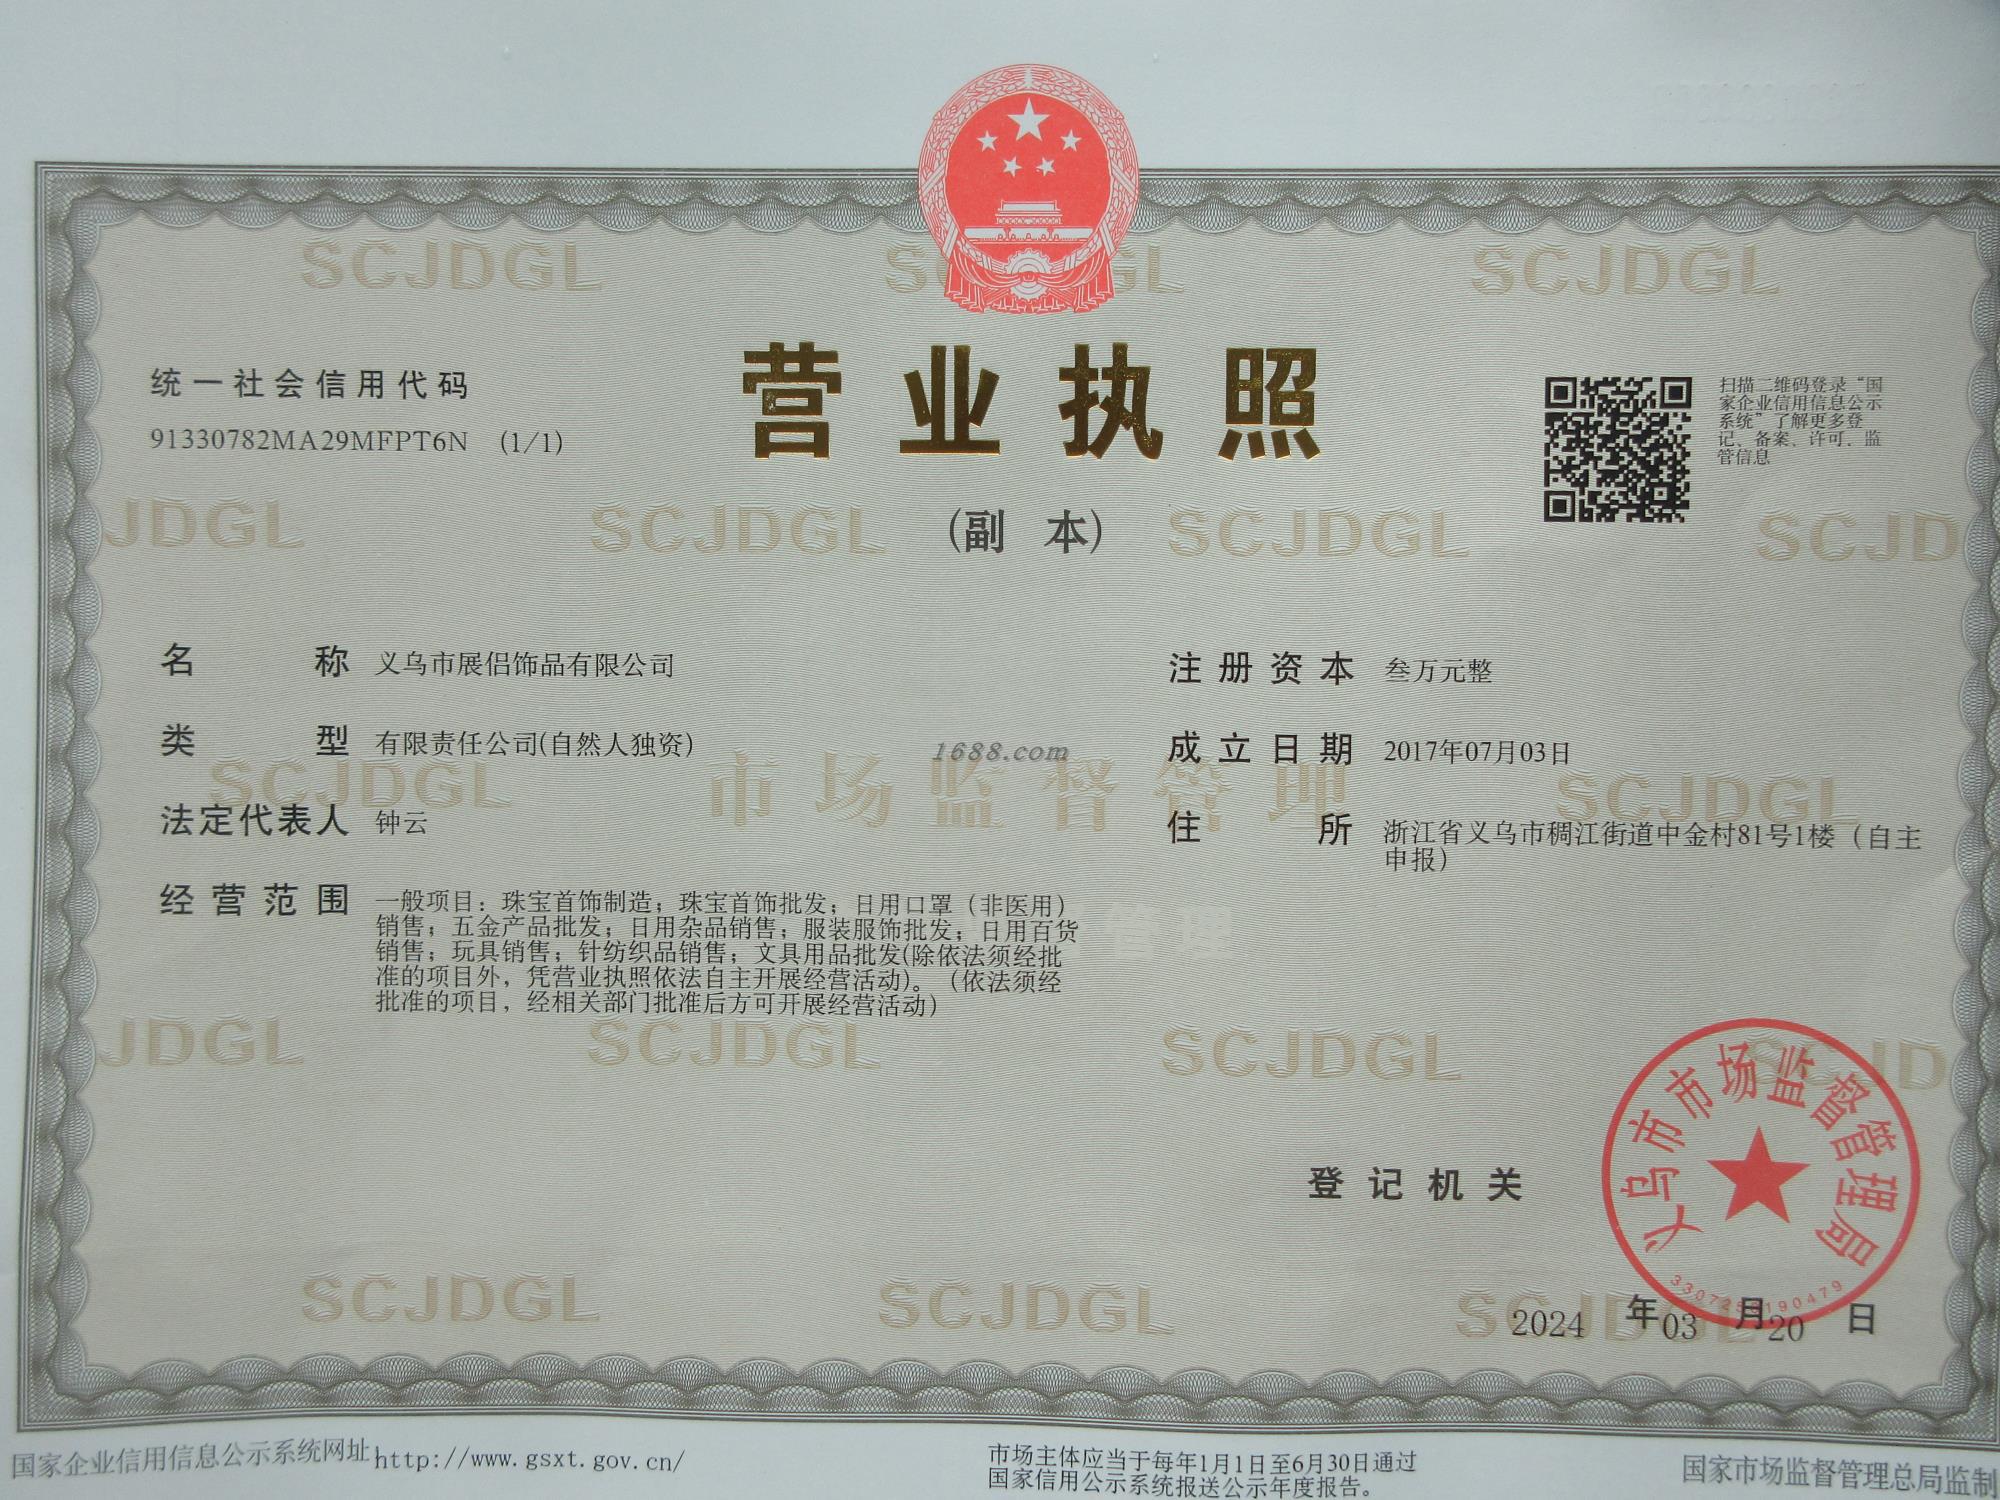 营业执照
(副 本)
统一社会信用代码
91330782MA29MFPT6N (1/1)
扫描二维码登录“国
家企业信用信息公示
系统”了解更多登
记、备案、许可、监
管信息
名称 义乌市展侣饰品有限公司
类型 有限责任公司(自然人独资)
法定代表人 钟云
经营范围 一般项目：珠宝首饰制造；珠宝首饰批发；日用口罩（非医用）
销售；五金产品批发；日用杂品销售；服装服饰批发；日用百货
销售；玩具销售；针纺织品销售；文具用品批发(除依法须经批
准的项目外，凭营业执照依法自主开展经营活动)。（依法须经
批准的项目，经相关部门批准后方可开展经营活动）
注册资本 叁万元整
成立日期 2017年07月03日
住所 浙江省义乌市稠江街道中金村81号1楼（自主
申报）
1688.com
SCJDGL
市场监督管理
登记机关
义乌市市场监督管理局
2024年03月20日
国家企业信用信息公示系统网址http://www.gsxt.gov.cn/
市场主体应当于每年1月1日至6月30日通过
国家信用公示系统报送公示年度报告。
国家市场监督管理总局监制